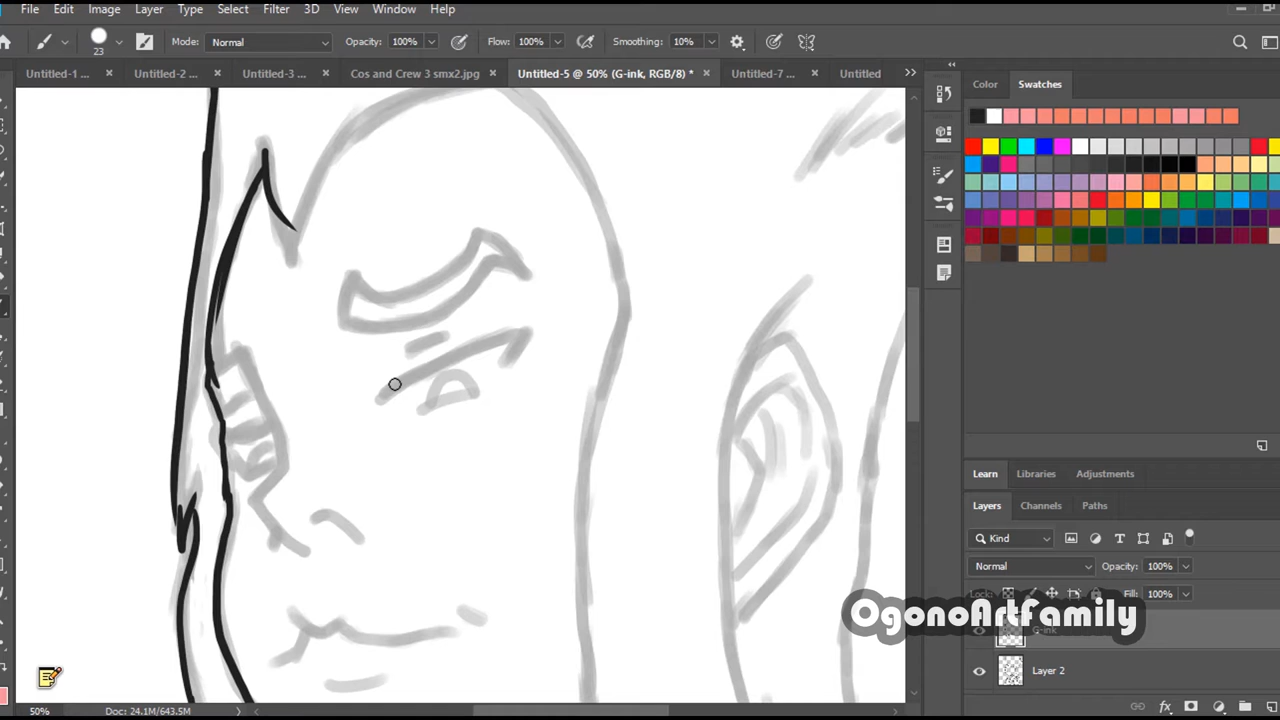 File Edit Image Layer Type Select Filter 3D View Window Help
23 Mode: Normal Opacity: 100% Flow: 100% Smoothing: 10%
Untitled-1 ... Untitled-2 ... Untitled-3 ... Cos and Crew 3 smx2.jpg Untitled-5 @ 50% (G-ink, RGB/8) * Untitled-7 ... Untitled
Color Swatches
Learn Libraries Adjustments
Layers Channels Paths
Kind
Normal Opacity: 100%
Lock: Fill: 100%
OgonoArtFamily
G-ink
Layer 2
50% Doc: 24.1M/643.5M